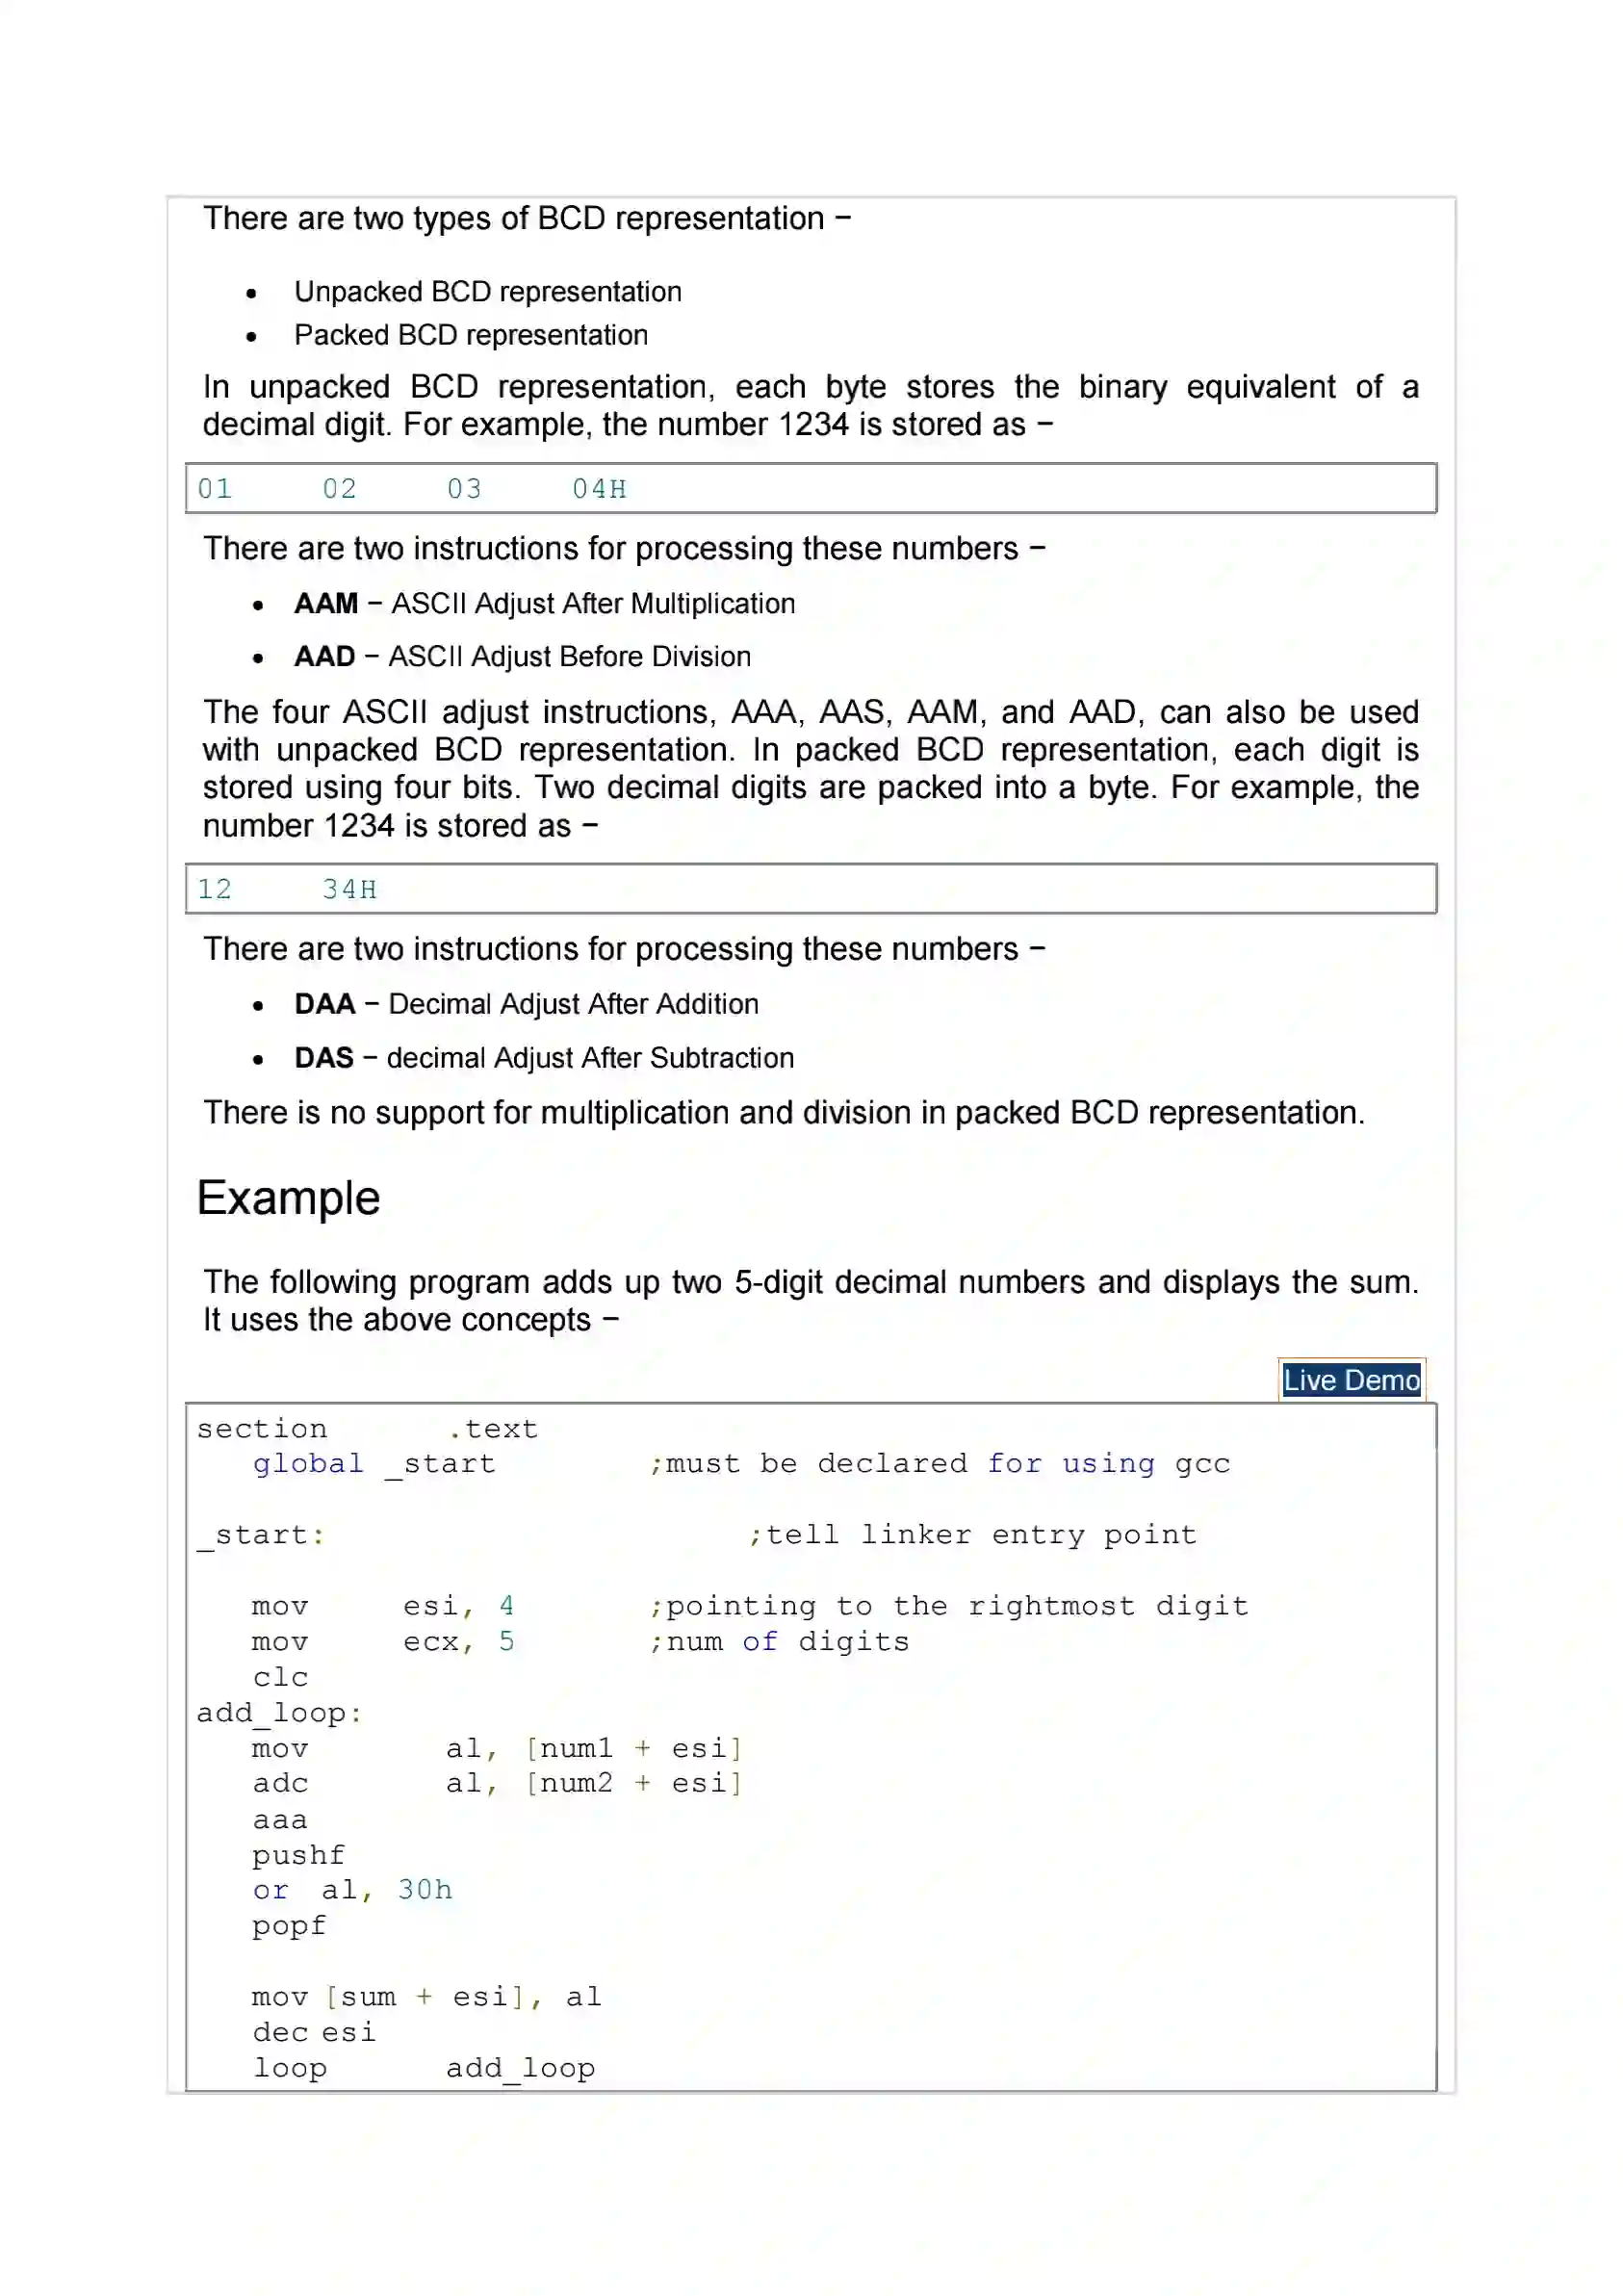 There are two types of BCD representation −
• Unpacked BCD representation
• Packed BCD representation
In unpacked BCD representation, each byte stores the binary equivalent of a
decimal digit. For example, the number 1234 is stored as −
01 02 03 04H
There are two instructions for processing these numbers −
• AAM − ASCII Adjust After Multiplication
• AAD − ASCII Adjust Before Division
The four ASCII adjust instructions, AAA, AAS, AAM, and AAD, can also be used
with unpacked BCD representation. In packed BCD representation, each digit is
stored using four bits. Two decimal digits are packed into a byte. For example, the
number 1234 is stored as −
12 34H
There are two instructions for processing these numbers −
• DAA − Decimal Adjust After Addition
• DAS − decimal Adjust After Subtraction
There is no support for multiplication and division in packed BCD representation.
Example
The following program adds up two 5-digit decimal numbers and displays the sum.
It uses the above concepts −
Live Demo
section .text
global _start ;must be declared for using gcc
_start: ;tell linker entry point
mov esi, 4 ;pointing to the rightmost digit
mov ecx, 5 ;num of digits
clc
add_loop:
mov al, [num1 + esi]
adc al, [num2 + esi]
aaa
pushf
or al, 30h
popf
mov [sum + esi], al
dec esi
loop add_loop